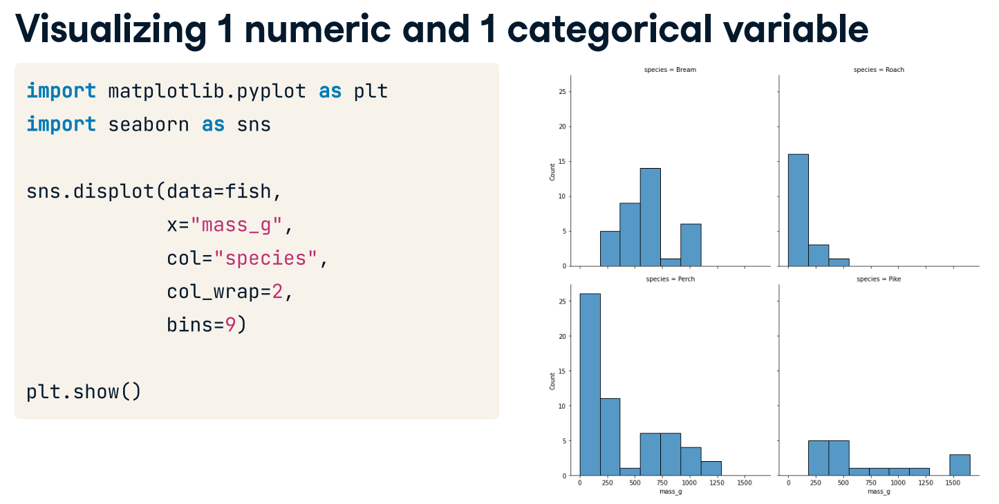 Visualizing 1 numeric and 1 categorical variable
import matplotlib.pyplot as plt
import seaborn as sns
sns.displot(data=fish,
x="mass_g",
col="species",
col_wrap=2,
bins=9)
plt.show()
species = Bream
25
20
15
10
5
0
Count
species = Roach
species = Perch
25
20
15
10
5
0
Count
0 250 500 750 1000 1250 1500
mass_g
species = Pike
0 250 500 750 1000 1250 1500
mass_g